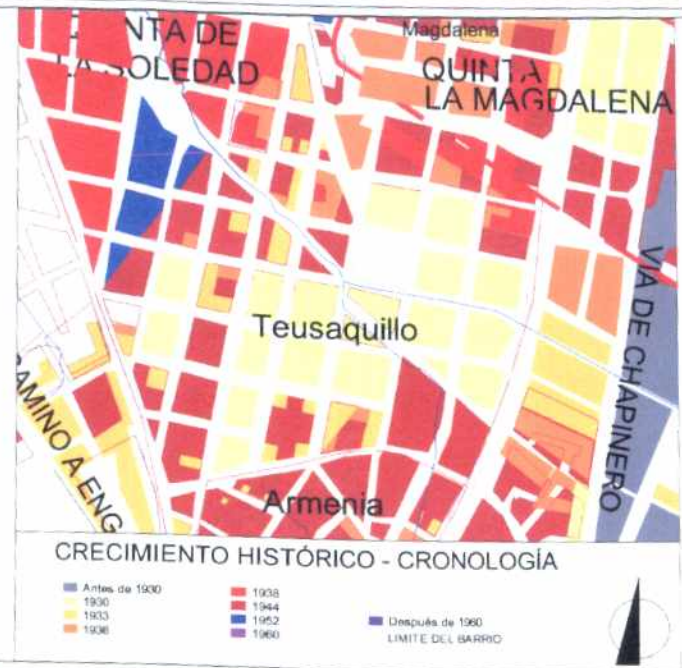 NTA DE
LA SOLEDAD
Magdalena
QUINTA
LA MAGDALENA
VIA DE CHAPINERO
Teusaquillo
CAMINO A ENG
Armenia
CRECIMIENTO HISTÓRICO - CRONOLOGÍA
Antes de 1930
1930
1933
1936
1938
1944
1952
1960
Después de 1960
LIMITE DEL BARRIO